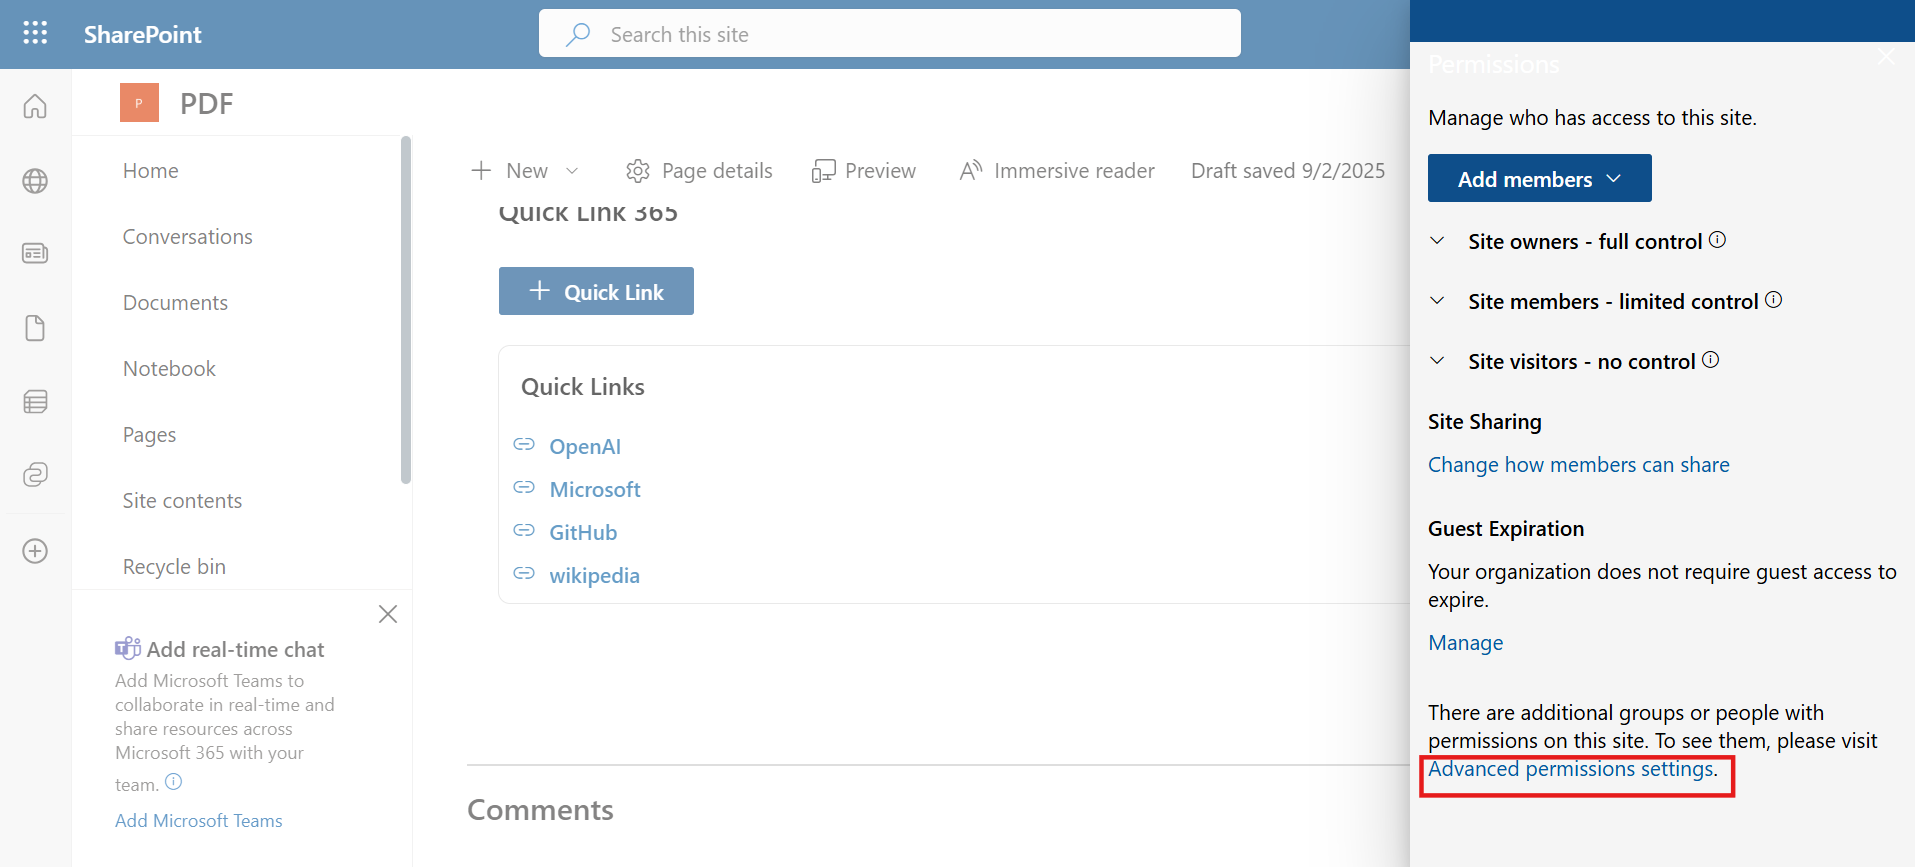 SharePoint
Search this site
P
PDF
Home
Conversations
Documents
Notebook
Pages
Site contents
Recycle bin
Add real-time chat
Add Microsoft Teams to
collaborate in real-time and
share resources across
Microsoft 365 with your
team.
Add Microsoft Teams
New
Page details
Preview
Immersive reader
Draft saved 9/2/2025
Quick Link 365
Quick Link
Quick Links
OpenAI
Microsoft
GitHub
wikipedia
Comments
Permissions
Manage who has access to this site.
Add members
Site owners - full control
Site members - limited control
Site visitors - no control
Site Sharing
Change how members can share
Guest Expiration
Your organization does not require guest access to
expire.
Manage
There are additional groups or people with
permissions on this site. To see them, please visit
Advanced permissions settings.